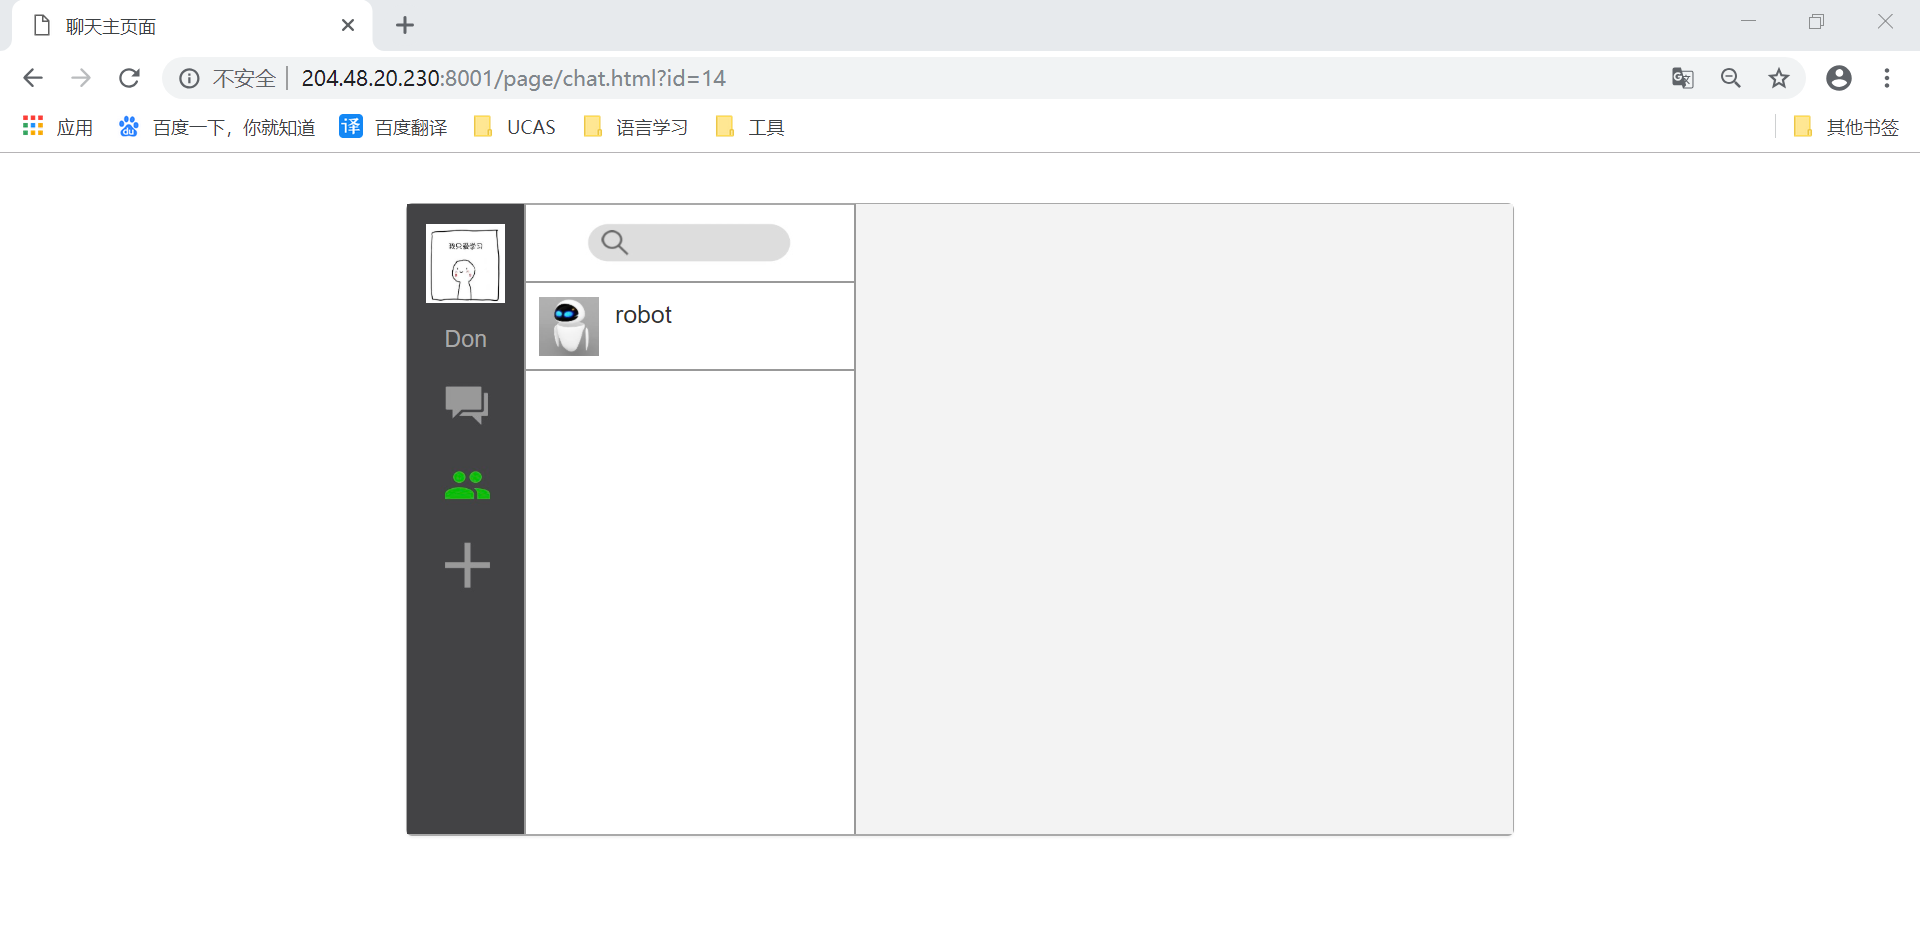 聊天主页面
不安全 204.48.20.230:8001/page/chat.html?id=14
应用 百度一下，你就知道 译 百度翻译 UCAS 语言学习 工具 其他书签
我只爱学习
robot
Don